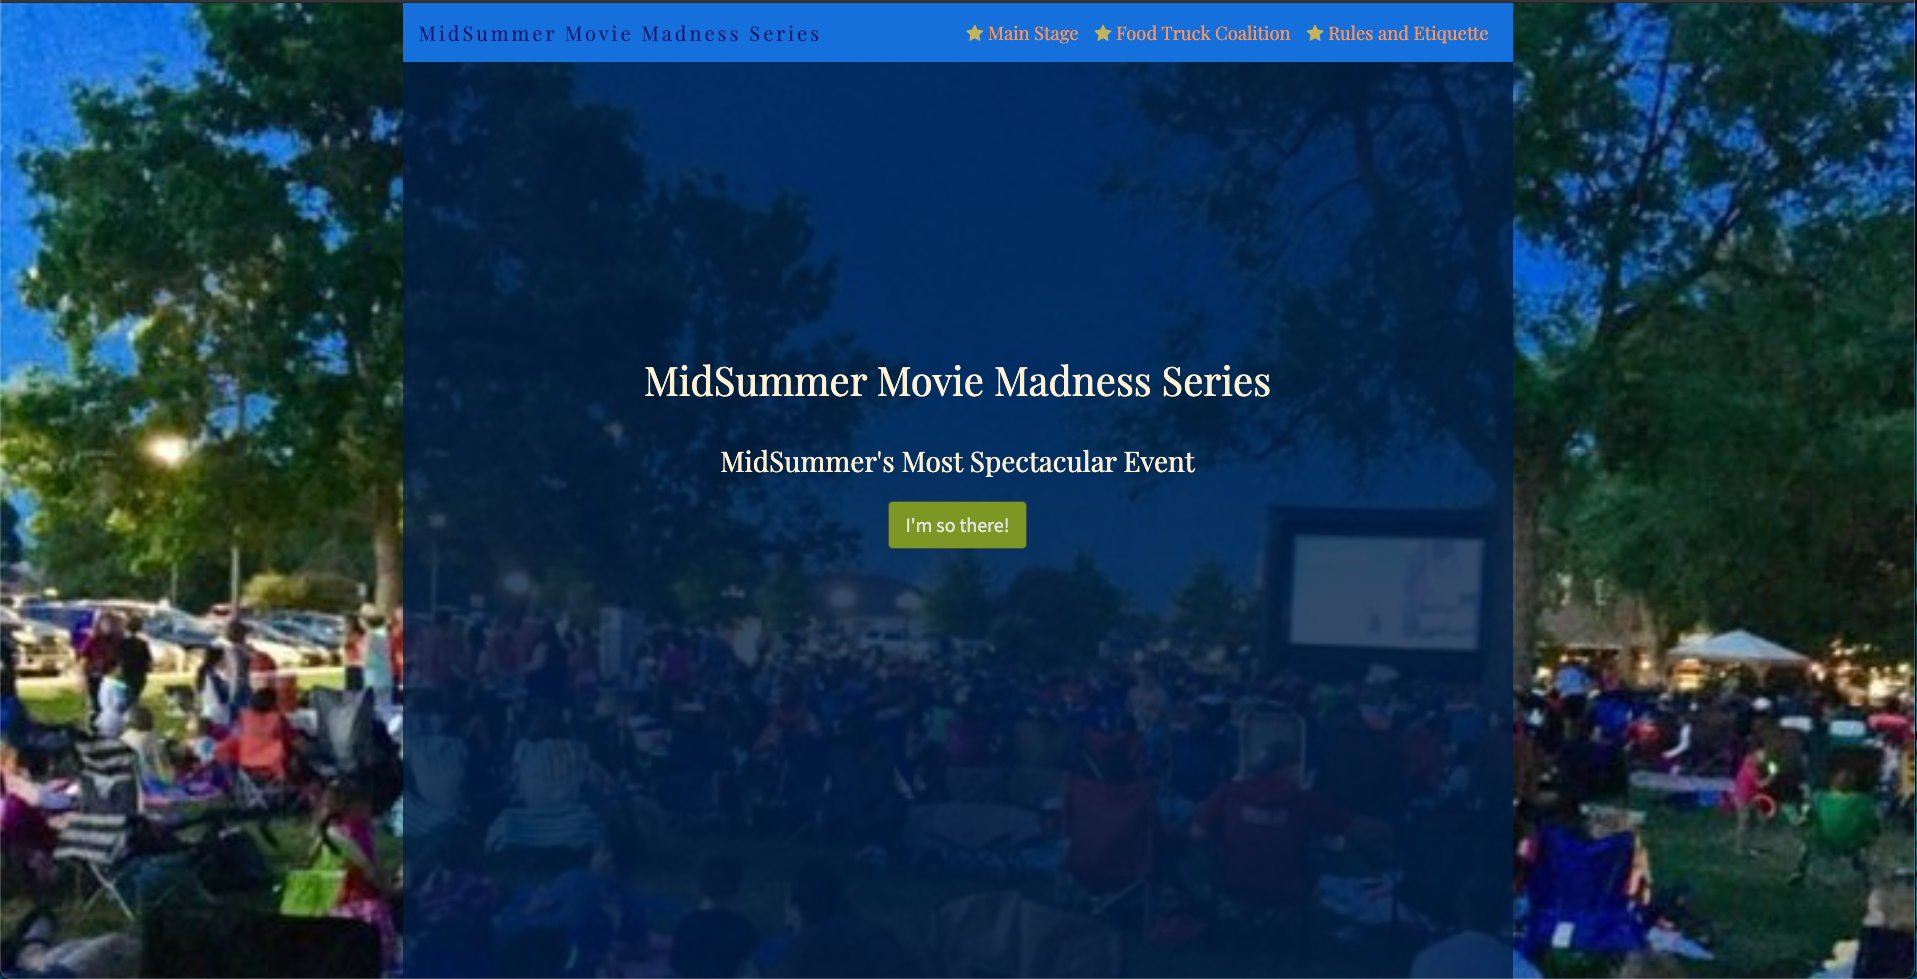 MidSummer Movie Madness Series
Main Stage
Food Truck Coalition
Rules and Etiquette
MidSummer Movie Madness Series
MidSummer's Most Spectacular Event
I'm so there!